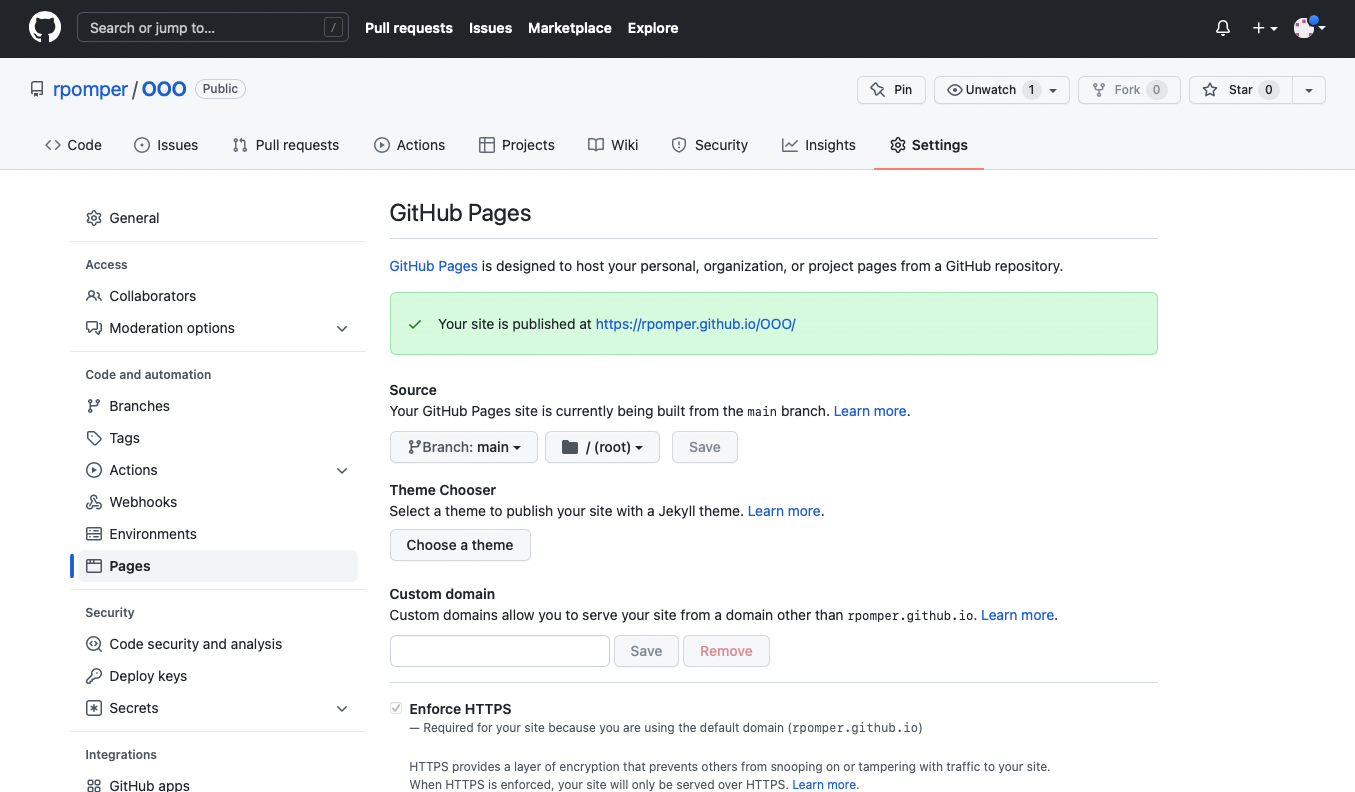 Search or jump to... /
Pull requests Issues Marketplace Explore
rpomper / OOO Public
Pin Unwatch 1 Fork 0 Star 0
Code Issues Pull requests Actions Projects Wiki Security Insights Settings
General
Access
Collaborators
Moderation options
Code and automation
Branches
Tags
Actions
Webhooks
Environments
Pages
Security
Code security and analysis
Deploy keys
Secrets
Integrations
GitHub apps
GitHub Pages
GitHub Pages is designed to host your personal, organization, or project pages from a GitHub repository.
Your site is published at https://rpomper.github.io/OOO/
Source
Your GitHub Pages site is currently being built from the main branch. Learn more.
Branch: main / (root) Save
Theme Chooser
Select a theme to publish your site with a Jekyll theme. Learn more.
Choose a theme
Custom domain
Custom domains allow you to serve your site from a domain other than rpomper.github.io. Learn more.
Save Remove
Enforce HTTPS
— Required for your site because you are using the default domain (rpomper.github.io)
HTTPS provides a layer of encryption that prevents others from snooping on or tampering with traffic to your site.
When HTTPS is enforced, your site will only be served over HTTPS. Learn more.